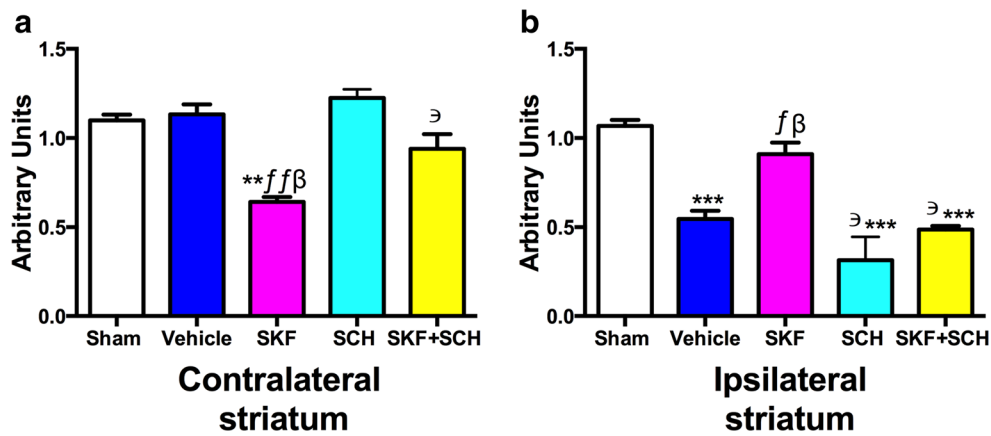 a
Arbitrary Units
1.5
1.0
0.5
0.0
**ƒƒβ
϶
Sham Vehicle SKF SCH SKF+SCH
Contralateral
striatum
b
Arbitrary Units
1.5
1.0
0.5
0.0
***
ƒβ
϶***
϶***
Sham Vehicle SKF SCH SKF+SCH
Ipsilateral
striatum